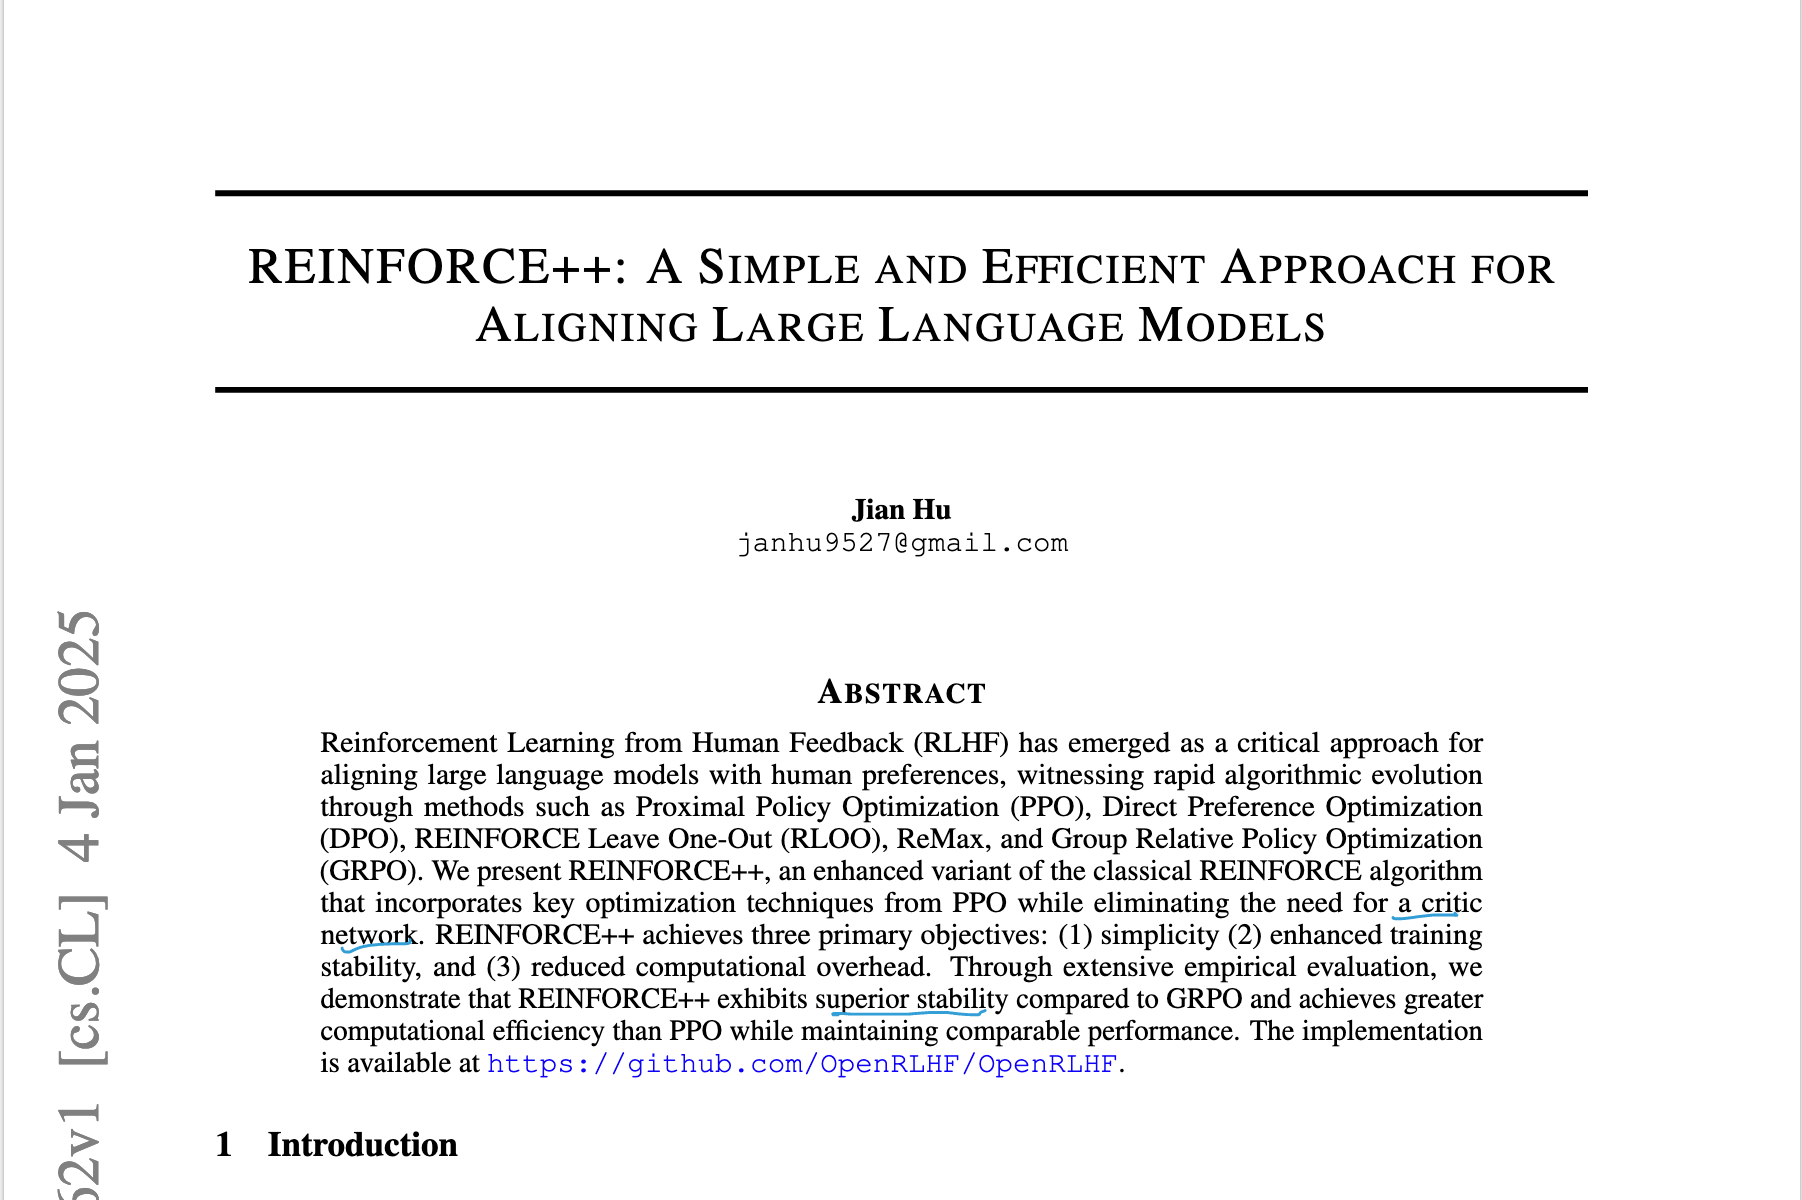 REINFORCE++: A SIMPLE AND EFFICIENT APPROACH FOR
ALIGNING LARGE LANGUAGE MODELS
Jian Hu
janhu9527@gmail.com
ABSTRACT
Reinforcement Learning from Human Feedback (RLHF) has emerged as a critical approach for
aligning large language models with human preferences, witnessing rapid algorithmic evolution
through methods such as Proximal Policy Optimization (PPO), Direct Preference Optimization
(DPO), REINFORCE Leave One-Out (RLOO), ReMax, and Group Relative Policy Optimization
(GRPO). We present REINFORCE++, an enhanced variant of the classical REINFORCE algorithm
that incorporates key optimization techniques from PPO while eliminating the need for a critic
network. REINFORCE++ achieves three primary objectives: (1) simplicity (2) enhanced training
stability, and (3) reduced computational overhead. Through extensive empirical evaluation, we
demonstrate that REINFORCE++ exhibits superior stability compared to GRPO and achieves greater
computational efficiency than PPO while maintaining comparable performance. The implementation
is available at https://github.com/OpenRLHF/OpenRLHF.
1 Introduction
62v1 [cs.CL] 4 Jan 2025